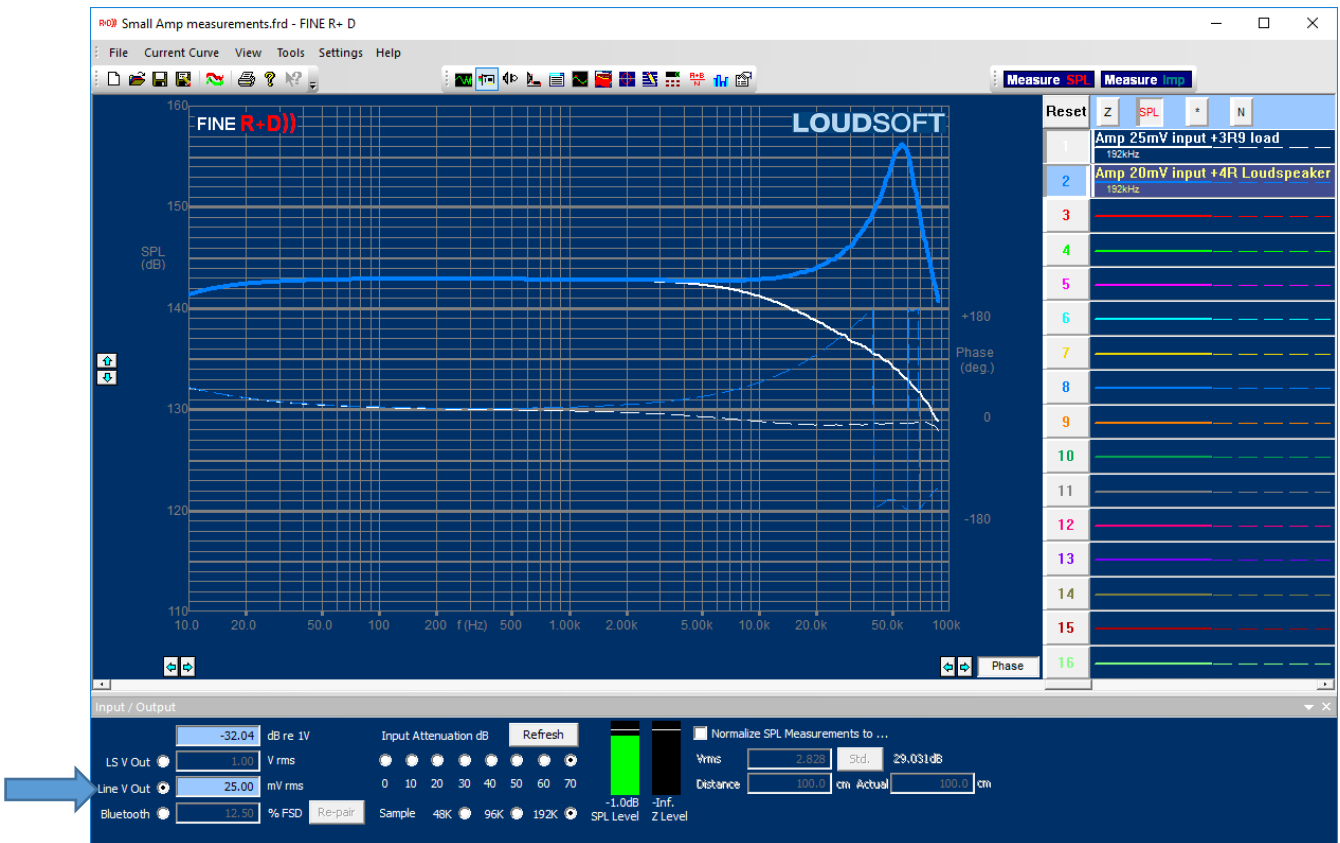 R+D)) Small Amp measurements.frd - FINE R+ D
File Current Curve View Tools Settings Help
Measure SPL Measure Imp
160
FINE R+D))
LOUDSOFT
150
SPL
(dB)
140
+180
Phase
(deg.)
130
0
120
-180
110
10.0 20.0 50.0 100 200 f (Hz) 500 1.00k 2.00k 5.00k 10.0k 20.0k 50.0k 100k
Phase
Reset Z SPL * N
1 Amp 25mV input +3R9 load
192kHz
2 Amp 20mV input +4R Loudspeaker
192kHz
3
4
5
6
7
8
9
10
11
12
13
14
15
16
Input / Output
-32.04 dB re 1V Input Attenuation dB Refresh Normalize SPL Measurements to ...
LS V Out 1.00 V rms Vrms 2.828 Std. 29.031dB
Line V Out 25.00 mV rms 0 10 20 30 40 50 60 70 Distance 100.0 cm Actual 100.0 cm
Bluetooth 12.50 % FSD Re-pair Sample 48K 96K 192K
-1.0dB -Inf.
SPL Level Z Level